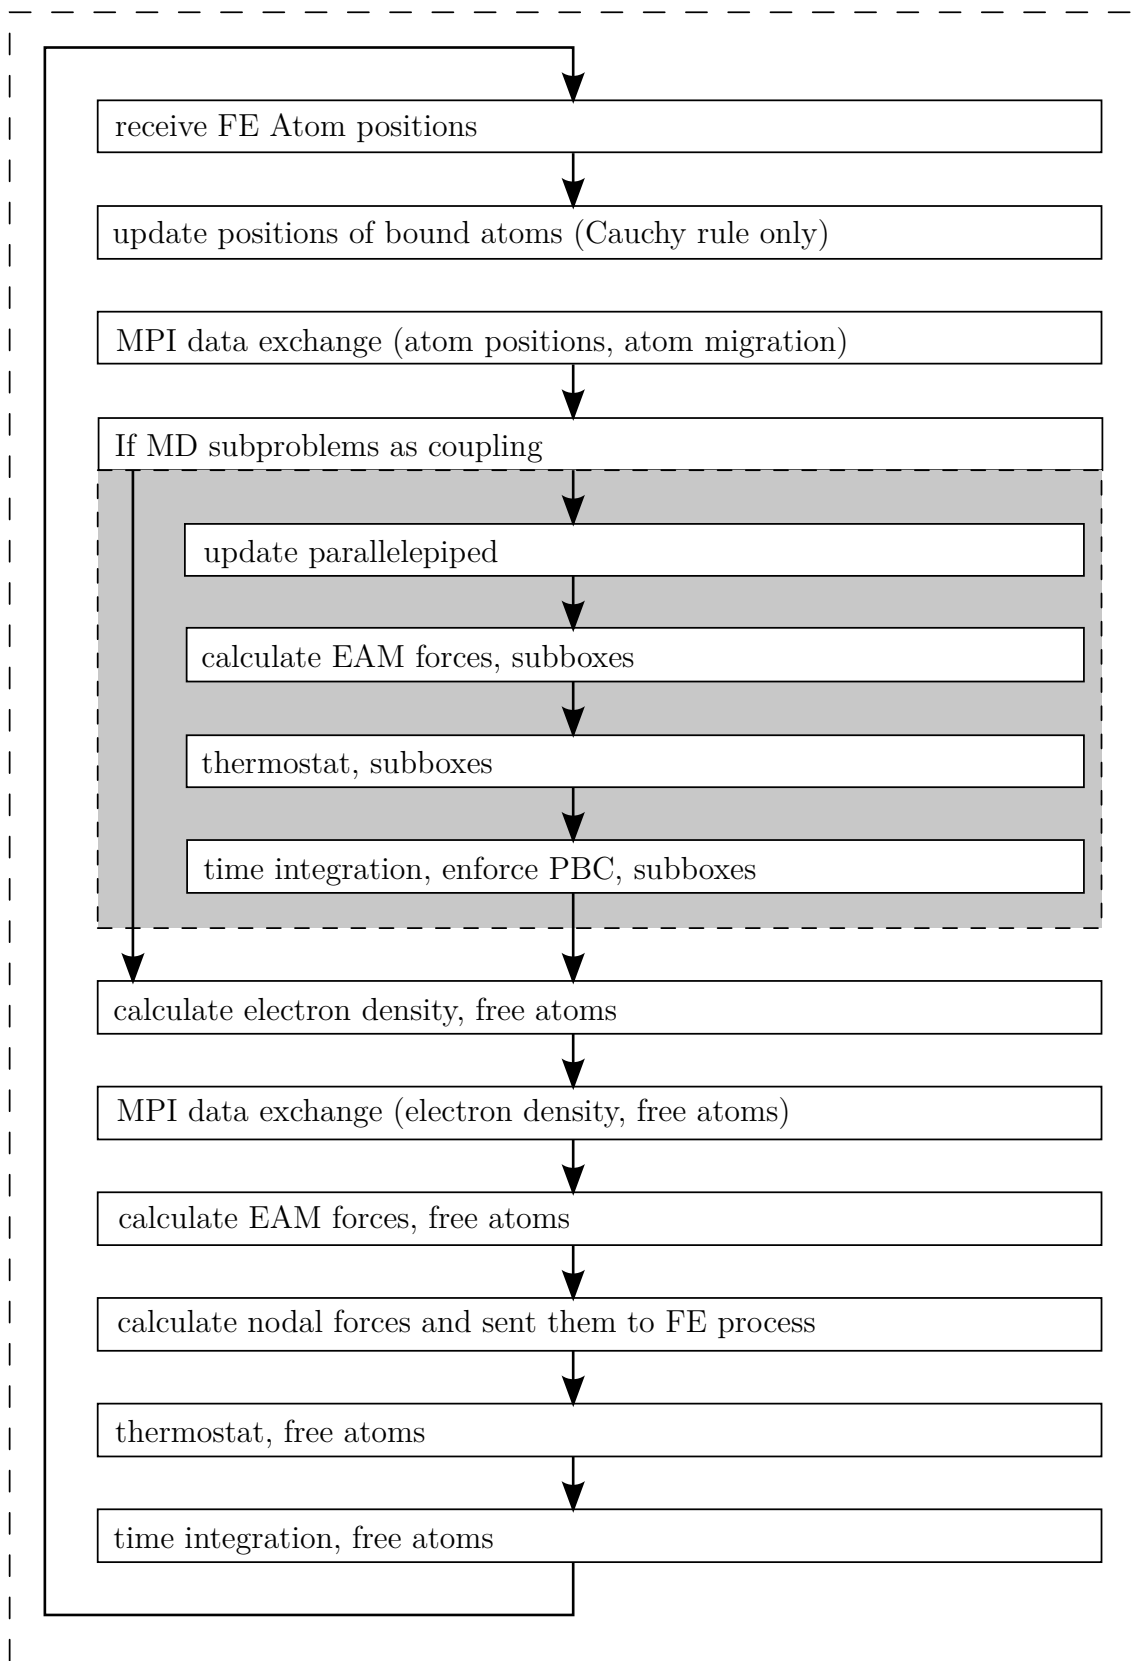 receive FE Atom positions
update positions of bound atoms (Cauchy rule only)
MPI data exchange (atom positions, atom migration)
If MD subproblems as coupling
update parallelepiped
calculate EAM forces, subboxes
thermostat, subboxes
time integration, enforce PBC, subboxes
calculate electron density, free atoms
MPI data exchange (electron density, free atoms)
calculate EAM forces, free atoms
calculate nodal forces and sent them to FE process
thermostat, free atoms
time integration, free atoms